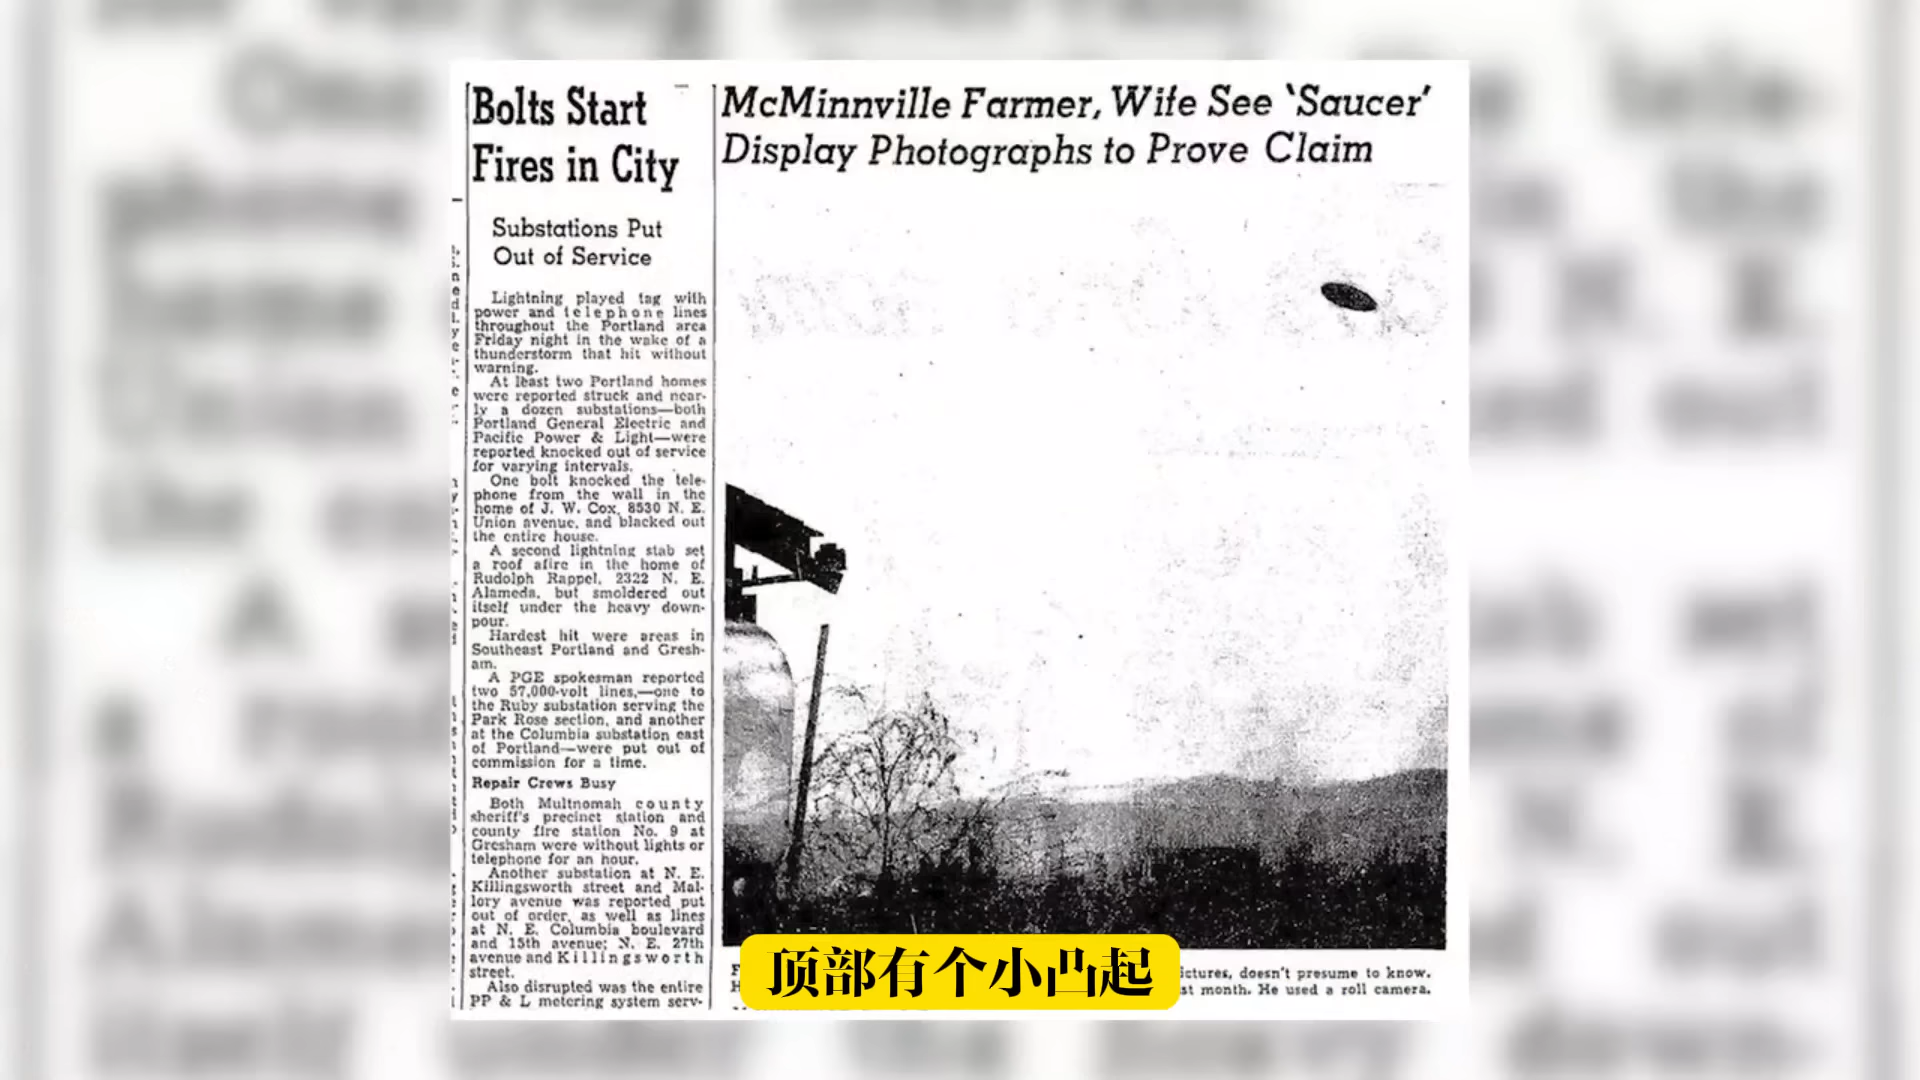 Bolts Start
Fires in City
Substations Put
Out of Service
Lightning played tag with
power and telephone lines
throughout the Portland area
Friday night in the wake of a
thunderstorm that hit without
warning.
At least two Portland homes
were reported struck and near-
ly a dozen substations—both
Portland General Electric and
Pacific Power & Light—were
reported knocked out of service
for varying intervals.
One bolt knocked the tele-
phone from the wall in the
home of J. W. Cox, 8530 N. E.
Union avenue, and blacked out
the entire house.
A second lightning stab set
a roof afire in the home of
Rudolph Rappel, 2322 N. E.
Alameda, but smoldered out
itself under the heavy down-
pour.
Hardest hit were areas in
Southeast Portland and Gresh-
am.
A PGE spokesman reported
two 57,000-volt lines,—one to
the Ruby substation serving the
Park Rose section, and another
at the Columbia substation east
of Portland—were put out of
commission for a time.
Repair Crews Busy
Both Multnomah county
sheriff's precinct station and
county fire station No. 9 at
Gresham were without lights or
telephone for an hour.
Another substation at N. E.
Killingsworth street and Mal-
lory avenue was reported put
out of order, as well as lines
at N. E. Columbia boulevard
and 15th avenue; N. E. 27th
avenue and Killingsworth
street.
Also disrupted was the entire
PP & L metering system serv-
McMinnville Farmer, Wife See 'Saucer'
Display Photographs to Prove Claim
ictures, doesn't presume to know.
st month. He used a roll camera.
顶部有个小凸起